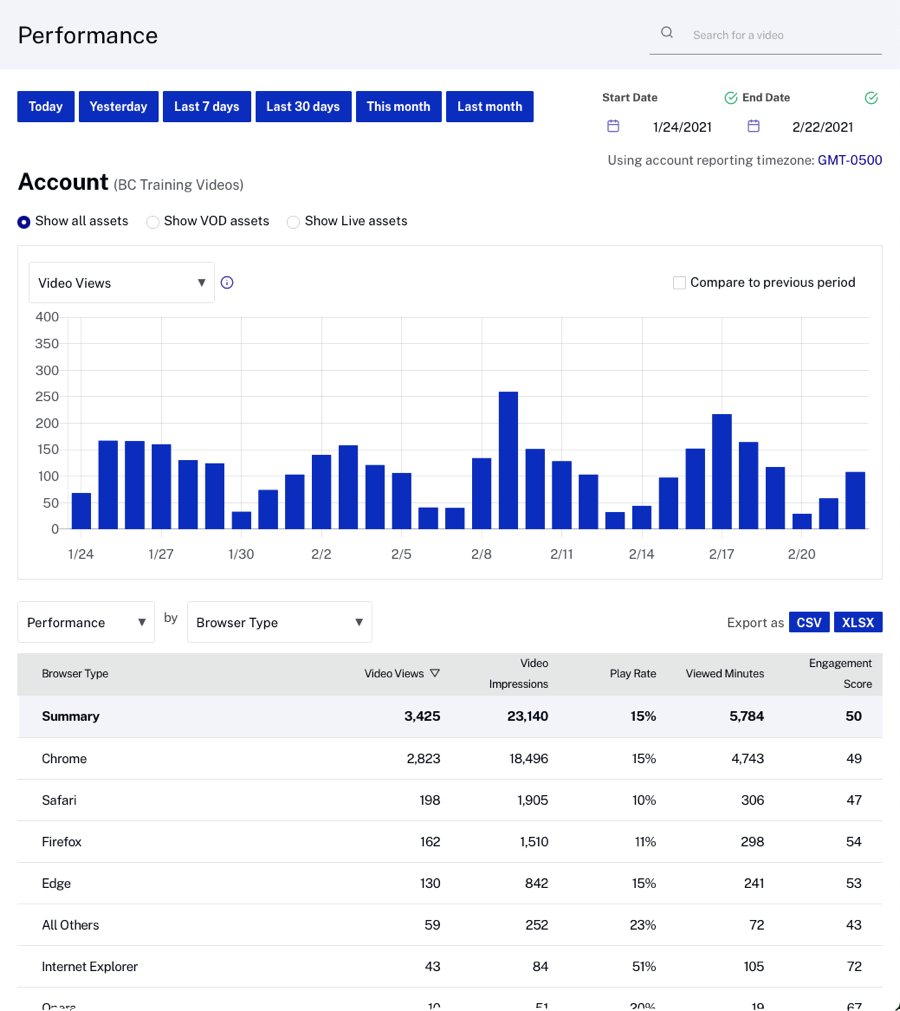 Performance
Search for a video
Today Yesterday Last 7 days Last 30 days This month Last month
Start Date End Date
1/24/2021 2/22/2021
Using account reporting timezone: GMT-0500
Account (BC Training Videos)
Show all assets Show VOD assets Show Live assets
Video Views Compare to previous period
400
350
300
250
200
150
100
50
0
1/24 1/27 1/30 2/2 2/5 2/8 2/11 2/14 2/17 2/20
Performance by Browser Type Export as CSV XLSX
Browser Type Video Views Video Impressions Play Rate Viewed Minutes Engagement Score
Summary 3,425 23,140 15% 5,784 50
Chrome 2,823 18,496 15% 4,743 49
Safari 198 1,905 10% 306 47
Firefox 162 1,510 11% 298 54
Edge 130 842 15% 241 53
All Others 59 252 23% 72 43
Internet Explorer 43 84 51% 105 72